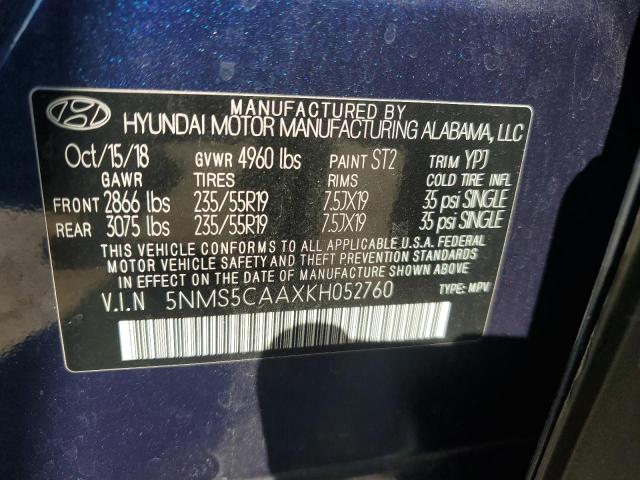 MANUFACTURED BY
HYUNDAI MOTOR MANUFACTURING ALABAMA, LLC
Oct/15/18 GVWR 4960 lbs PAINT ST2 TRIM YPJ
GAWR TIRES RIMS COLD TIRE INFL
FRONT 2866 lbs 235/55R19 7.5JX19 35 psi SINGLE
REAR 3075 lbs 235/55R19 7.5JX19 35 psi SINGLE
THIS VEHICLE CONFORMS TO ALL APPLICABLE U.S.A. FEDERAL
MOTOR VEHICLE SAFETY AND THEFT PREVENTION STANDARDS
IN EFFECT ON THE DATE OF MANUFACTURE SHOWN ABOVE.
V.I.N 5NMS5CAAXKH052760 TYPE: MPV